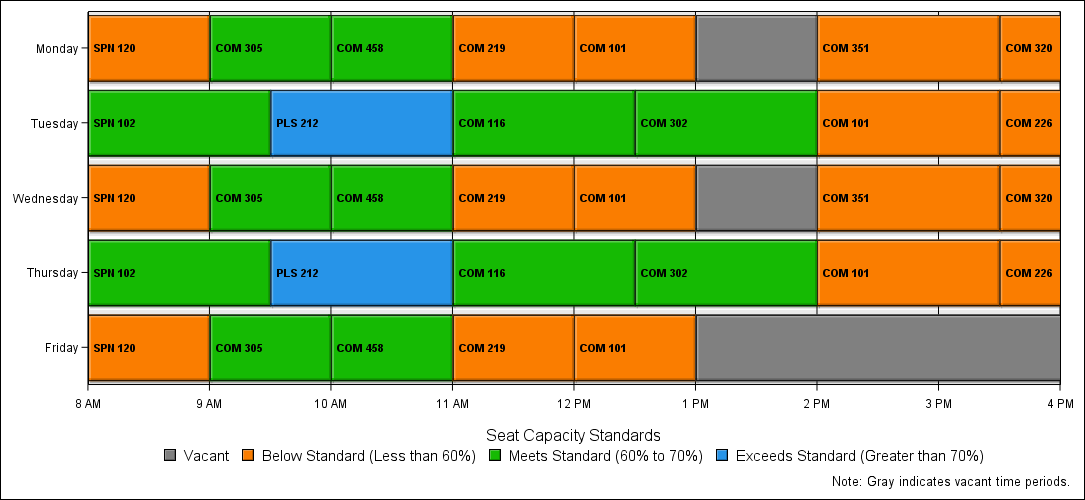 Monday SPN 120 COM 305 COM 458 COM 219 COM 101 COM 351 COM 320
Tuesday SPN 102 PLS 212 COM 116 COM 302 COM 101 COM 226
Wednesday SPN 120 COM 305 COM 458 COM 219 COM 101 COM 351 COM 320
Thursday SPN 102 PLS 212 COM 116 COM 302 COM 101 COM 226
Friday SPN 120 COM 305 COM 458 COM 219 COM 101
8 AM 9 AM 10 AM 11 AM 12 PM 1 PM 2 PM 3 PM 4 PM
Seat Capacity Standards
Vacant Below Standard (Less than 60%) Meets Standard (60% to 70%) Exceeds Standard (Greater than 70%)
Note: Gray indicates vacant time periods.